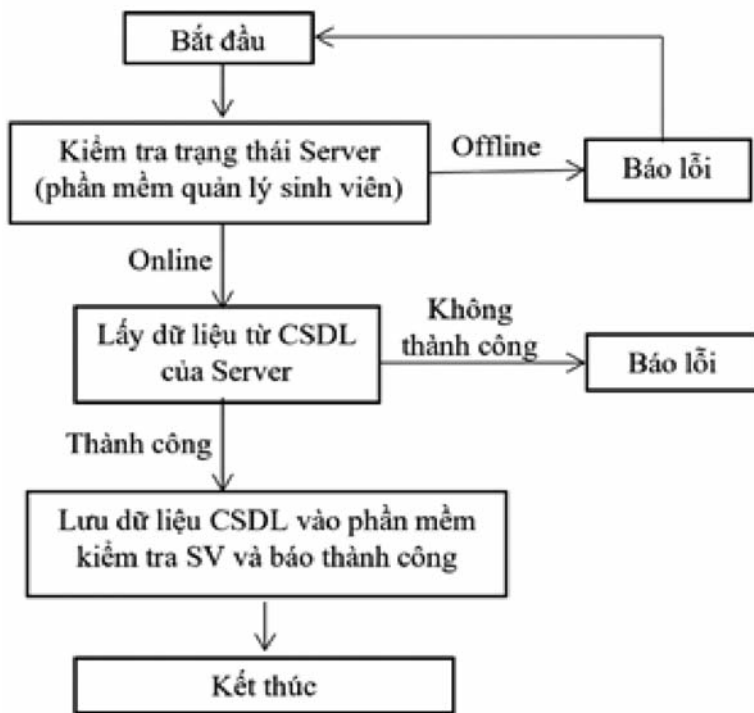 Bắt đầu
Kiểm tra trạng thái Server
(phần mềm quản lý sinh viên)
Offline
Báo lỗi
Online
Lấy dữ liệu từ CSDL
của Server
Không
thành công
Báo lỗi
Thành công
Lưu dữ liệu CSDL vào phần mềm
kiểm tra SV và báo thành công
Kết thúc